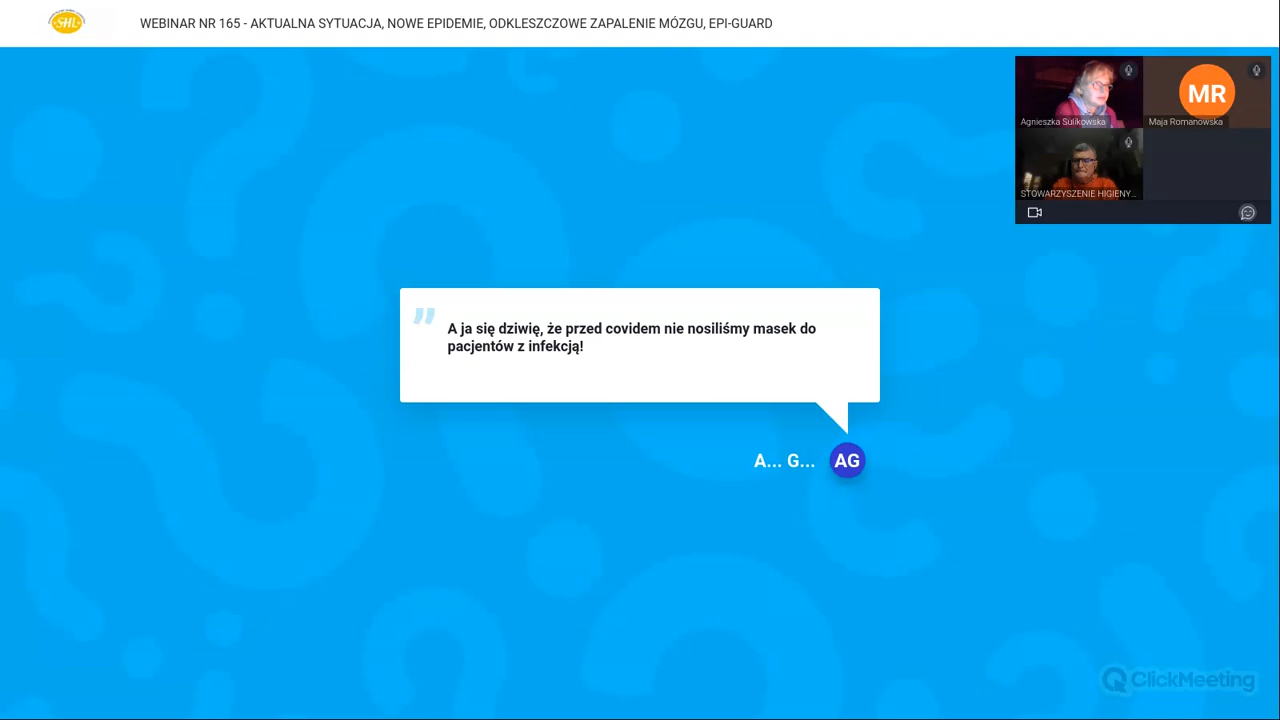 SHL
WEBINAR NR 165 - AKTUALNA SYTUACJA, NOWE EPIDEMIE, ODKLESZCZOWE ZAPALENIE MÓZGU, EPI-GUARD
MR
Agnieszka Sulikowska
Maja Romanowska
STOWARZYSZENIE HIGIENY...
”
A ja się dziwię, że przed covidem nie nosiliśmy masek do
pacjentów z infekcją!
A... G...
AG
ClickMeeting